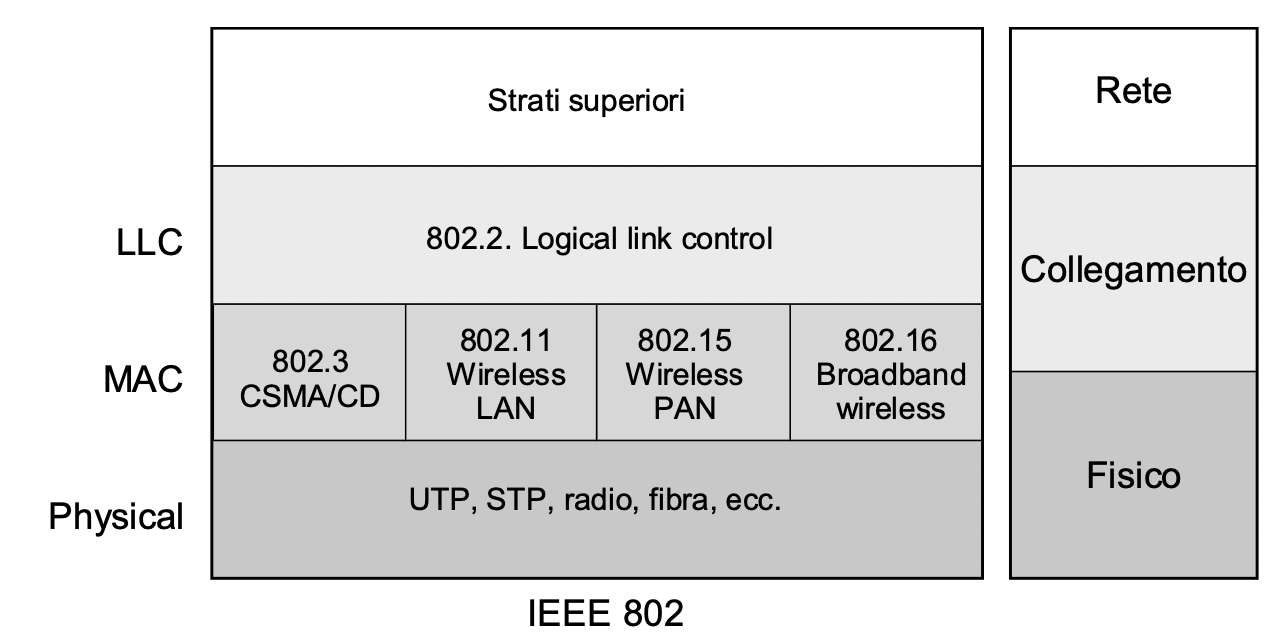 Strati superiori
Rete
LLC
802.2. Logical link control
Collegamento
MAC
802.3
CSMA/CD
802.11
Wireless
LAN
802.15
Wireless
PAN
802.16
Broadband
wireless
Physical
UTP, STP, radio, fibra, ecc.
Fisico
IEEE 802